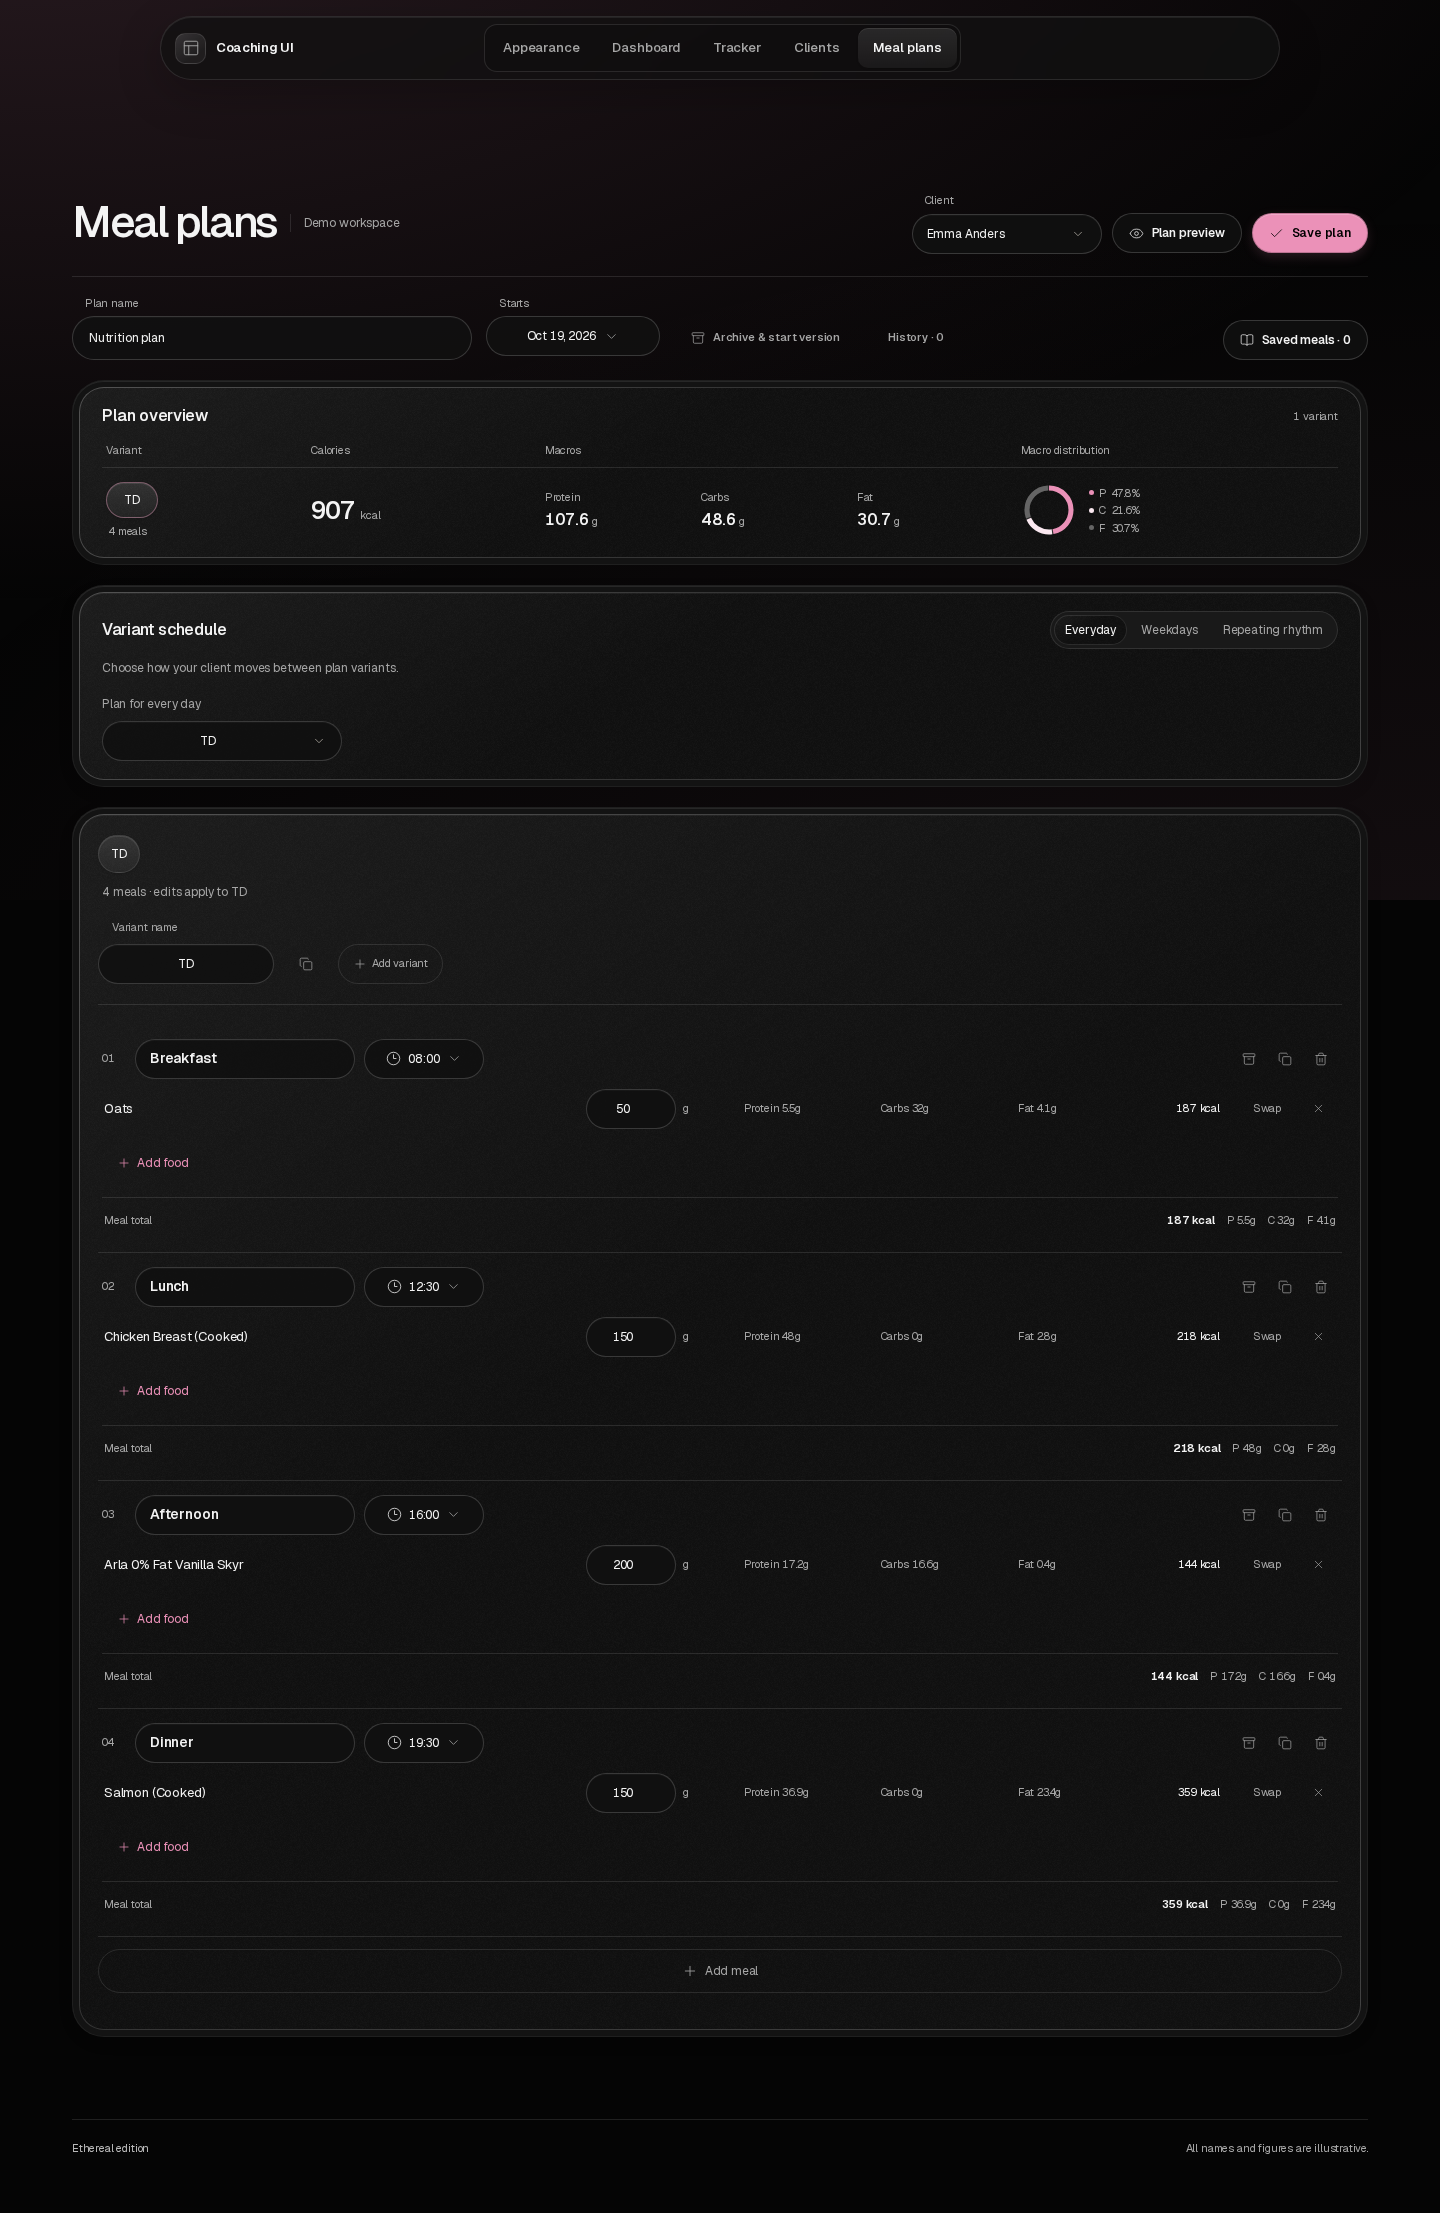 Coaching UI
Appearance Dashboard Tracker Clients Meal plans
Meal plans Demo workspace
Client
Emma Anders
Plan preview
Save plan
Plan name
Nutrition plan
Starts
Oct 19, 2026
Archive & start version
History · 0
Saved meals · 0
Plan overview
1 variant
Variant Calories Macros Macro distribution
TD
4 meals
907 kcal
Protein
107.6 g
Carbs
48.6 g
Fat
30.7 g
P 47.8%
C 21.6%
F 30.7%
Variant schedule
Everyday Weekdays Repeating rhythm
Choose how your client moves between plan variants.
Plan for every day
TD
TD
4 meals · edits apply to TD
Variant name
TD
Add variant
01 Breakfast 08:00
Oats 50 g Protein 5.5g Carbs 32g Fat 4.1g 187 kcal Swap
Add food
Meal total 187 kcal P 5.5g C 32g F 4.1g
02 Lunch 12:30
Chicken Breast (Cooked) 150 g Protein 48g Carbs 0g Fat 2.8g 218 kcal Swap
Add food
Meal total 218 kcal P 48g C 0g F 2.8g
03 Afternoon 16:00
Arla 0% Fat Vanilla Skyr 200 g Protein 17.2g Carbs 16.6g Fat 0.4g 144 kcal Swap
Add food
Meal total 144 kcal P 17.2g C 16.6g F 0.4g
04 Dinner 19:30
Salmon (Cooked) 150 g Protein 36.9g Carbs 0g Fat 23.4g 359 kcal Swap
Add food
Meal total 359 kcal P 36.9g C 0g F 23.4g
Add meal
Ethereal edition
All names and figures are illustrative.